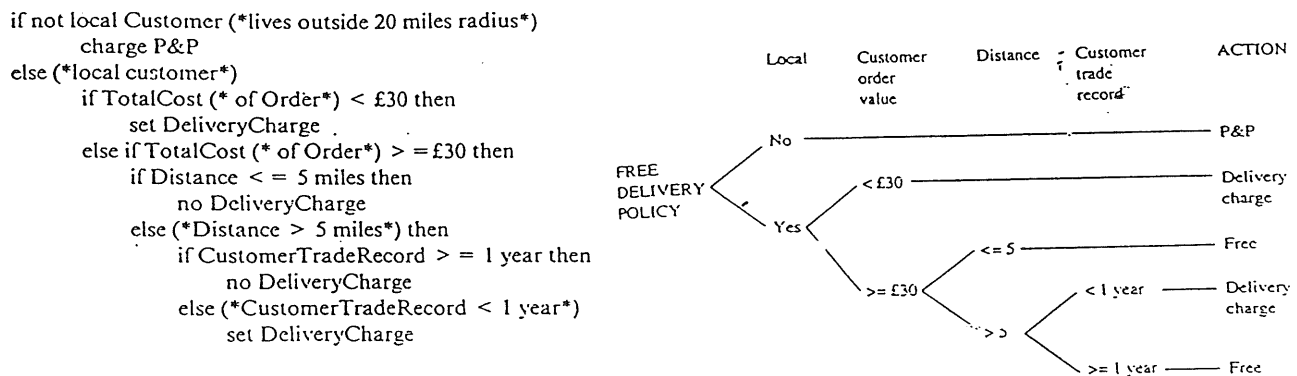 if not local Customer (*lives outside 20 miles radius*)
charge P&P
else (*local customer*)
if TotalCost (* of Order*) < £30 then
set DeliveryCharge
else if TotalCost (* of Order*) > = £30 then
if Distance < = 5 miles then
no DeliveryCharge
else (*Distance > 5 miles*) then
if CustomerTradeRecord > = 1 year then
no DeliveryCharge
else (*CustomerTradeRecord < 1 year*)
set DeliveryCharge
Local
Customer
order
value
Distance
Customer
trade
record
ACTION
FREE
DELIVERY
POLICY
No
P&P
Yes
< £30
Delivery
charge
>= £30
<= 5
Free
>
< 1 year
Delivery
charge
>= 1 year
Free